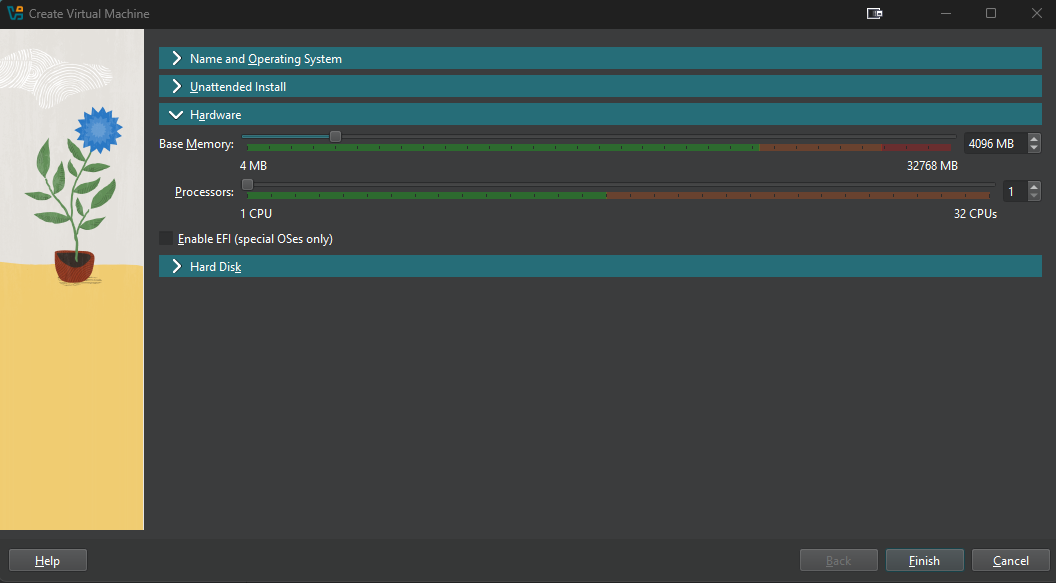 Create Virtual Machine
Name and Operating System
Unattended Install
Hardware
Base Memory: 4096 MB
4 MB 32768 MB
Processors: 1
1 CPU 32 CPUs
Enable EFI (special OSes only)
Hard Disk
Help Back Finish Cancel